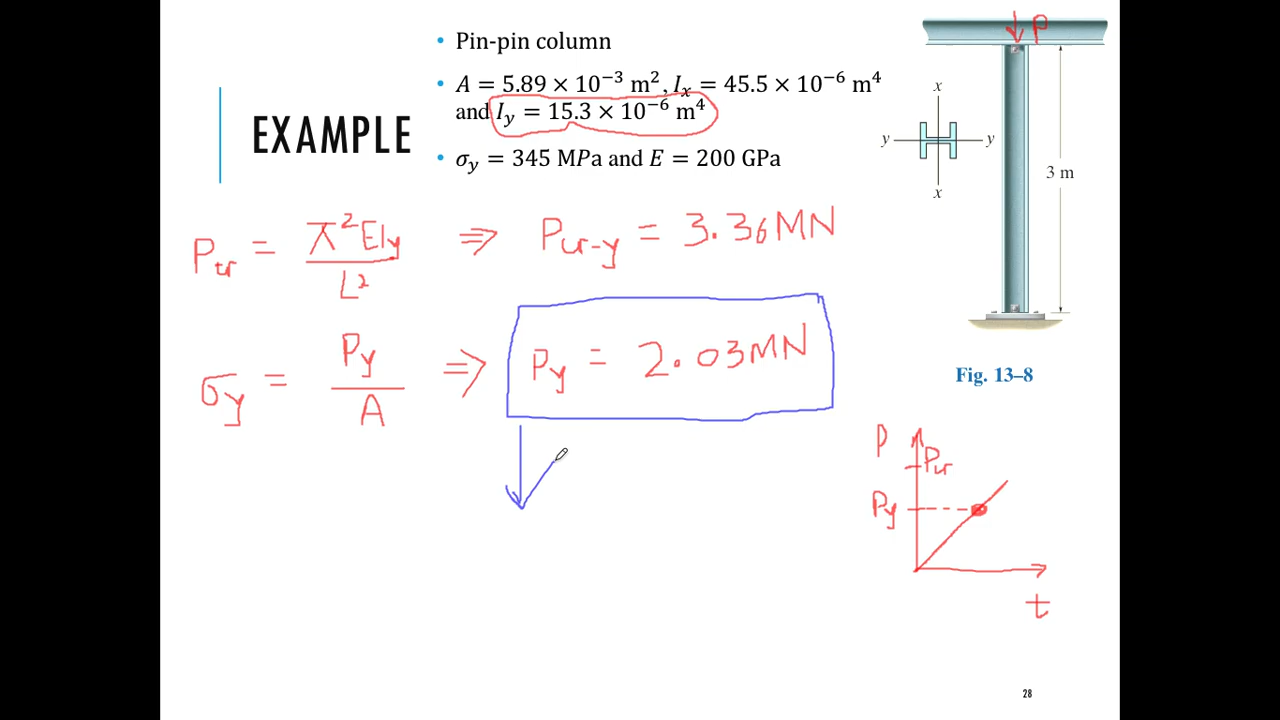 EXAMPLE
• Pin-pin column
• A = 5.89 × 10⁻³ m², Iₓ = 45.5 × 10⁻⁶ m⁴
and I_y = 15.3 × 10⁻⁶ m⁴
• σ_y = 345 MPa and E = 200 GPa
P_cr = π²EI_y / L² ⇒ P_cr-y = 3.36MN
σ_y = P_y / A ⇒ P_y = 2.03MN
P
x
y y
x
3 m
Fig. 13–8
P
P_cr
P_y
t
28